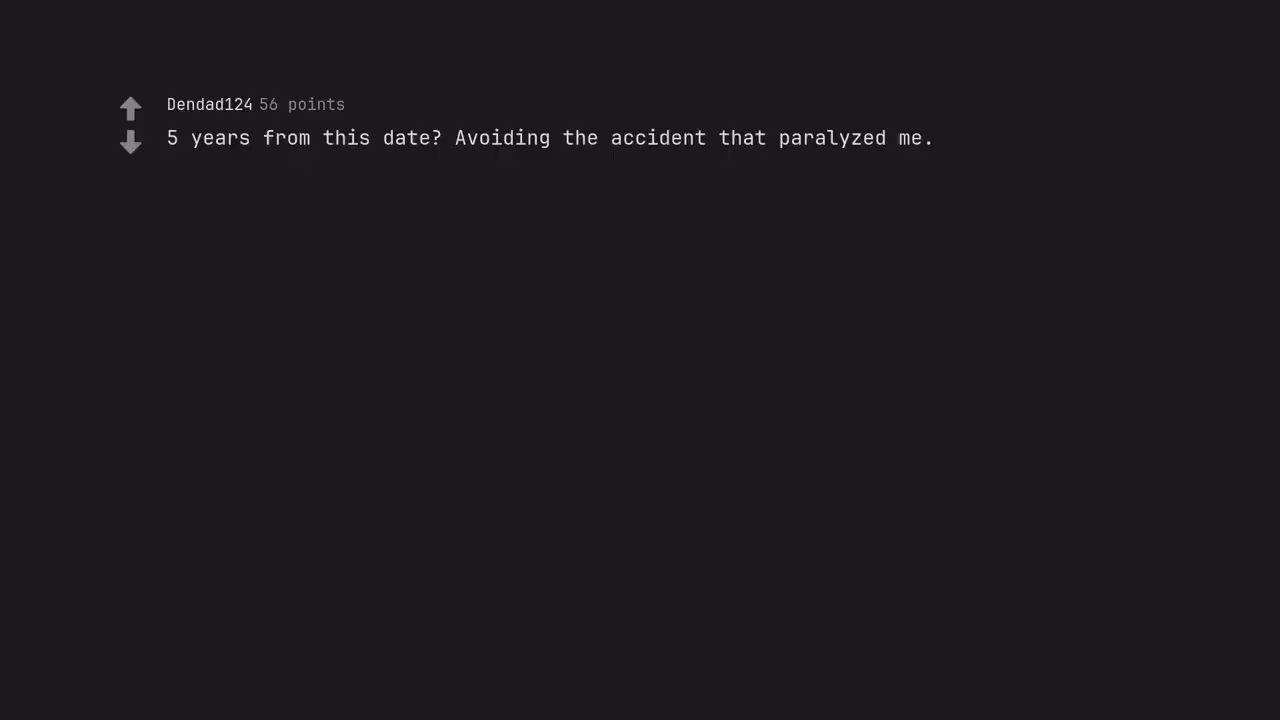 Dendad124 56 points
5 years from this date? Avoiding the accident that paralyzed me.